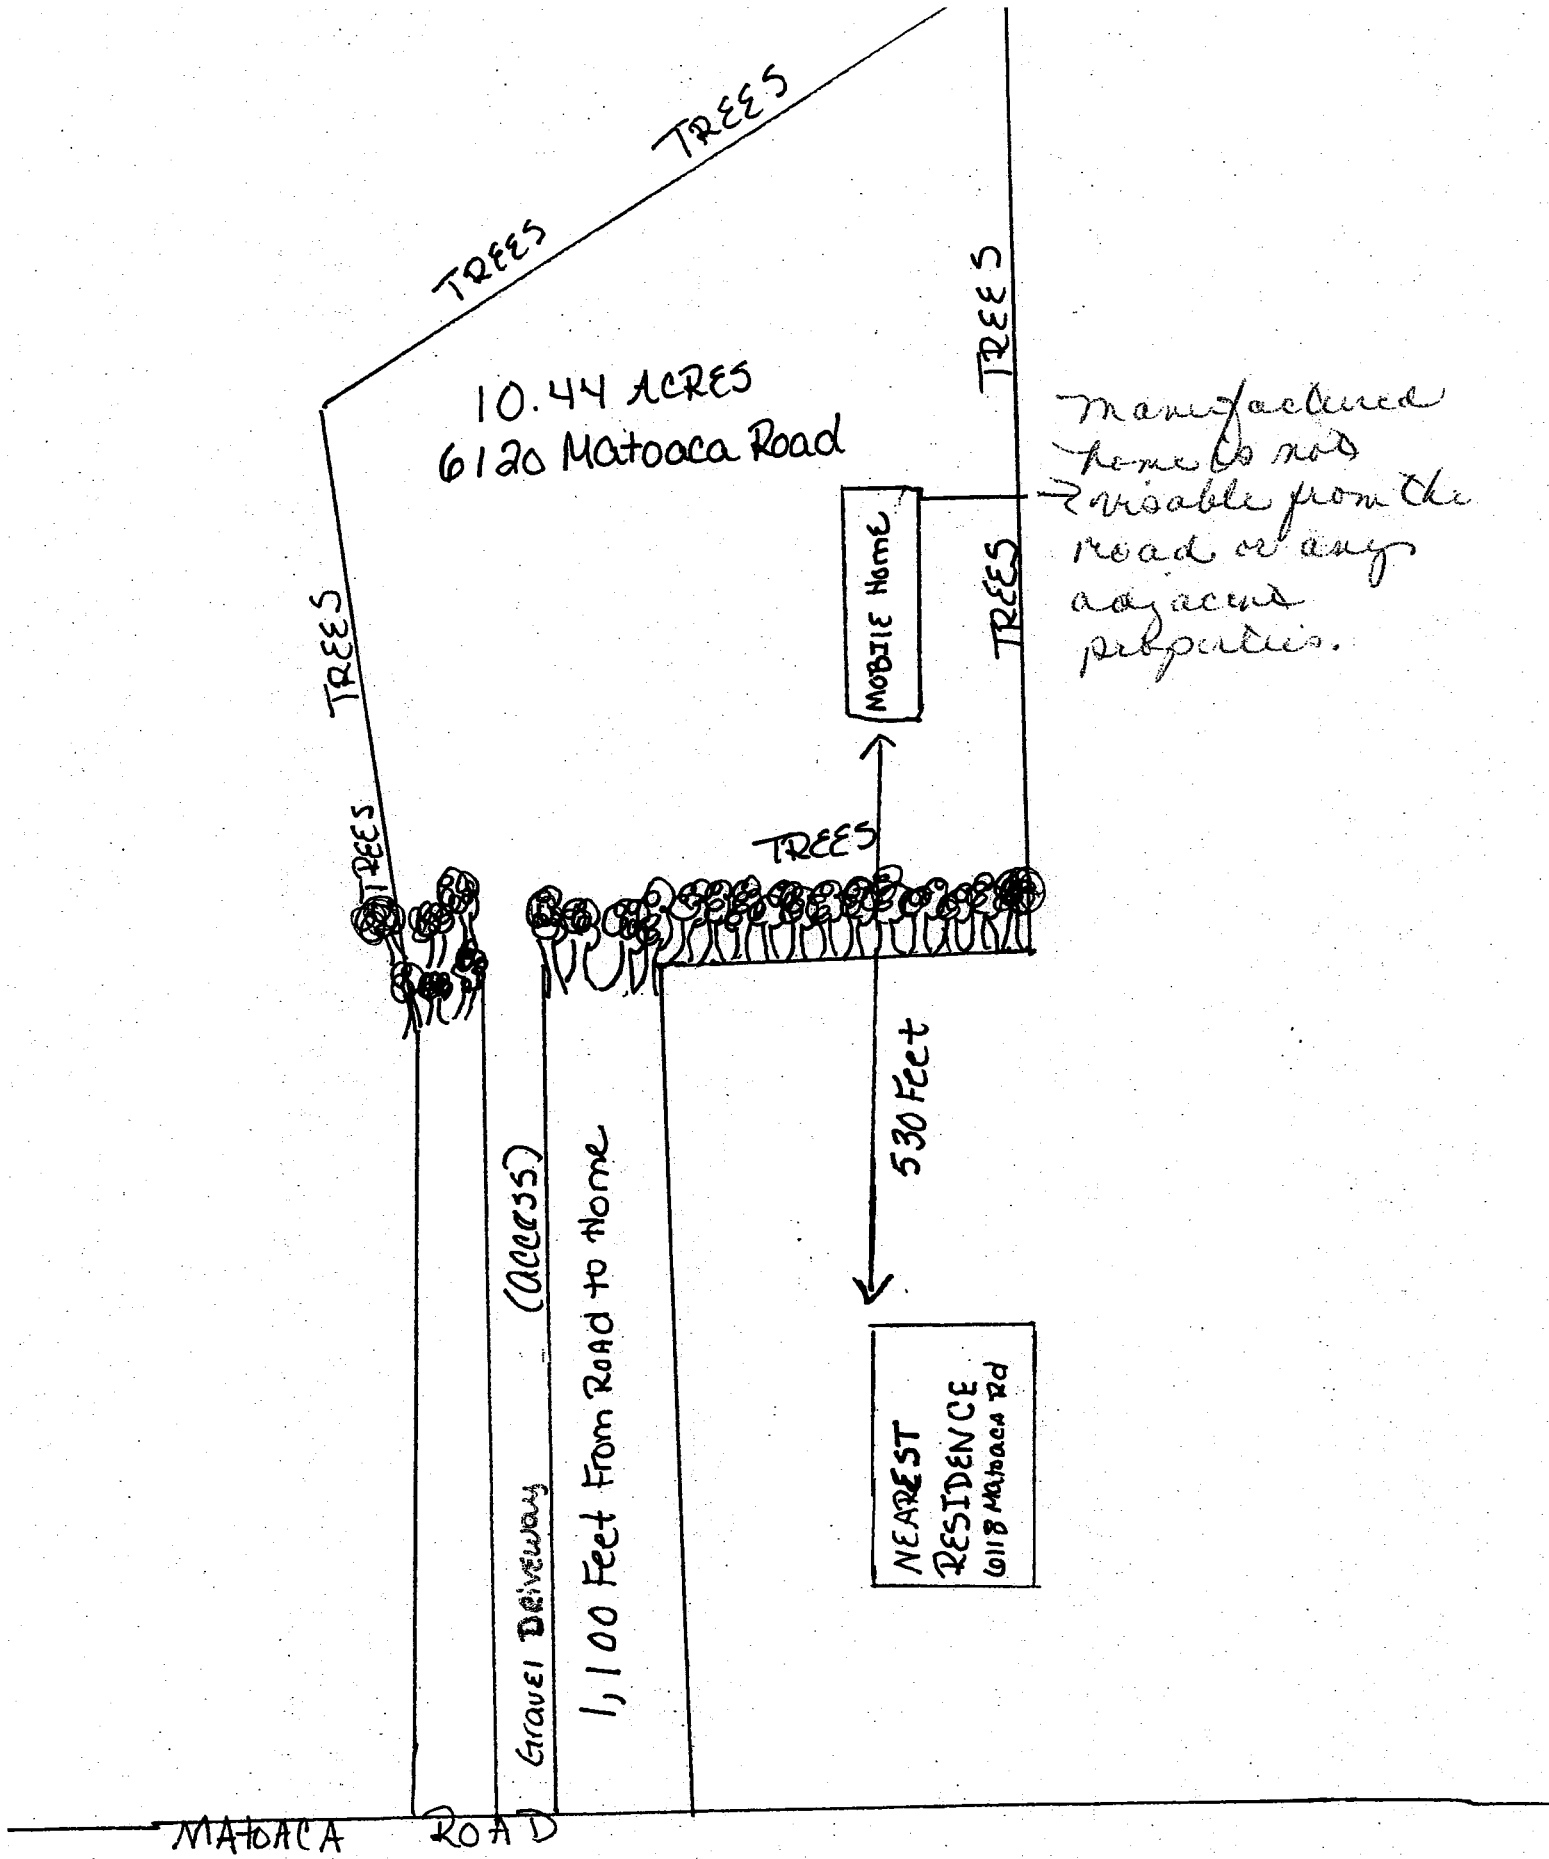 TREES
TREES
TREES
10.44 ACRES
6120 Matoaca Road
Manufactured
home is not
visable from the
road or any
adjacent
properties.
MOBILE Home
TREES
TREES
TREES
TREES
530 Feet
(access)
Gravel Driveway
1,100 Feet From Road to Home
NEAREST
RESIDENCE
6118 Matoaca Rd
MATOACA ROAD